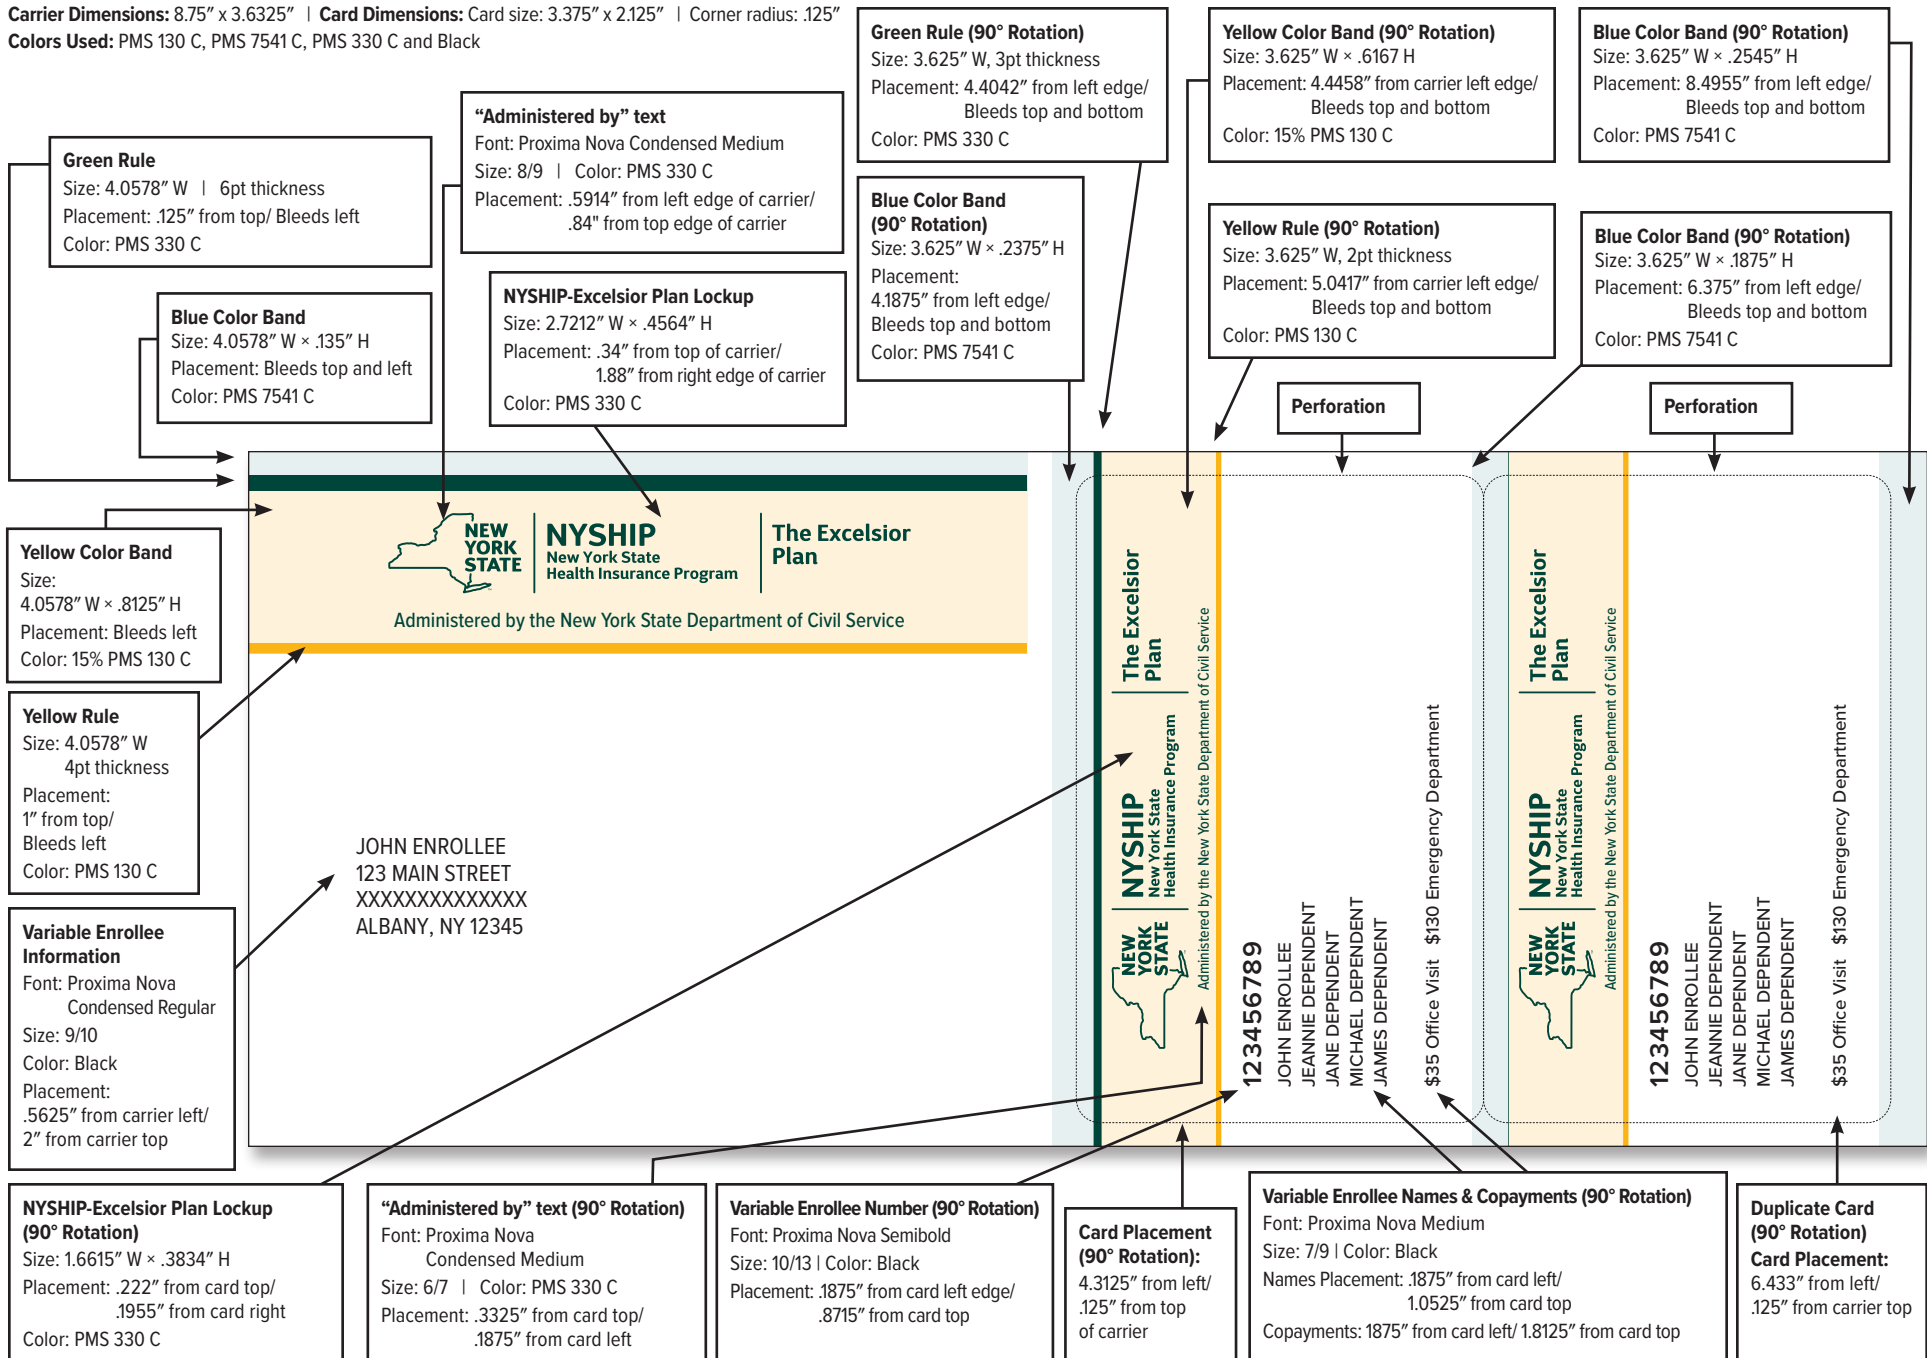 Carrier Dimensions: 8.75″ x 3.6325″ | Card Dimensions: Card size: 3.375″ x 2.125″ | Corner radius: .125″
Colors Used: PMS 130 C, PMS 7541 C, PMS 330 C and Black
Green Rule (90° Rotation)
Size: 3.625″ W, 3pt thickness
Placement: 4.4042″ from left edge/
Bleeds top and bottom
Color: PMS 330 C
Yellow Color Band (90° Rotation)
Size: 3.625″ W × .6167 H
Placement: 4.4458″ from carrier left edge/
Bleeds top and bottom
Color: 15% PMS 130 C
Blue Color Band (90° Rotation)
Size: 3.625″ W × .2545″ H
Placement: 8.4955″ from left edge/
Bleeds top and bottom
Color: PMS 7541 C
“Administered by” text
Font: Proxima Nova Condensed Medium
Size: 8/9 | Color: PMS 330 C
Placement: .5914″ from left edge of carrier/
.84" from top edge of carrier
Green Rule
Size: 4.0578″ W | 6pt thickness
Placement: .125″ from top/ Bleeds left
Color: PMS 330 C
Blue Color Band
(90° Rotation)
Size: 3.625″ W × .2375″ H
Placement:
4.1875″ from left edge/
Bleeds top and bottom
Color: PMS 7541 C
Yellow Rule (90° Rotation)
Size: 3.625″ W, 2pt thickness
Placement: 5.0417″ from carrier left edge/
Bleeds top and bottom
Color: PMS 130 C
Blue Color Band (90° Rotation)
Size: 3.625″ W × .1875″ H
Placement: 6.375″ from left edge/
Bleeds top and bottom
Color: PMS 7541 C
Blue Color Band
Size: 4.0578″ W × .135″ H
Placement: Bleeds top and left
Color: PMS 7541 C
NYSHIP-Excelsior Plan Lockup
Size: 2.7212″ W × .4564″ H
Placement: .34″ from top of carrier/
1.88″ from right edge of carrier
Color: PMS 330 C
Perforation
Perforation
Yellow Color Band
Size:
4.0578″ W × .8125″ H
Placement: Bleeds left
Color: 15% PMS 130 C
NEW
YORK
STATE
NYSHIP
New York State
Health Insurance Program
The Excelsior
Plan
Administered by the New York State Department of Civil Service
Yellow Rule
Size: 4.0578″ W
4pt thickness
Placement:
1″ from top/
Bleeds left
Color: PMS 130 C
JOHN ENROLLEE
123 MAIN STREET
XXXXXXXXXXXXXX
ALBANY, NY 12345
Variable Enrollee
Information
Font: Proxima Nova
Condensed Regular
Size: 9/10
Color: Black
Placement:
.5625″ from carrier left/
2″ from carrier top
NEW
YORK
STATE
NYSHIP
New York State
Health Insurance Program
The Excelsior
Plan
Administered by the New York State Department of Civil Service
123456789
JOHN ENROLLEE
JEANNIE DEPENDENT
JANE DEPENDENT
MICHAEL DEPENDENT
JAMES DEPENDENT
$35 Office Visit $130 Emergency Department
NEW
YORK
STATE
NYSHIP
New York State
Health Insurance Program
The Excelsior
Plan
Administered by the New York State Department of Civil Service
123456789
JOHN ENROLLEE
JEANNIE DEPENDENT
JANE DEPENDENT
MICHAEL DEPENDENT
JAMES DEPENDENT
$35 Office Visit $130 Emergency Department
NYSHIP-Excelsior Plan Lockup
(90° Rotation)
Size: 1.6615″ W × .3834″ H
Placement: .222″ from card top/
.1955″ from card right
Color: PMS 330 C
“Administered by” text (90° Rotation)
Font: Proxima Nova
Condensed Medium
Size: 6/7 | Color: PMS 330 C
Placement: .3325″ from card top/
.1875″ from card left
Variable Enrollee Number (90° Rotation)
Font: Proxima Nova Semibold
Size: 10/13 | Color: Black
Placement: .1875″ from card left edge/
.8715″ from card top
Card Placement
(90° Rotation):
4.3125″ from left/
.125″ from top
of carrier
Variable Enrollee Names & Copayments (90° Rotation)
Font: Proxima Nova Medium
Size: 7/9 | Color: Black
Names Placement: .1875″ from card left/
1.0525″ from card top
Copayments: 1875″ from card left/ 1.8125″ from card top
Duplicate Card
(90° Rotation)
Card Placement:
6.433″ from left/
.125″ from carrier top